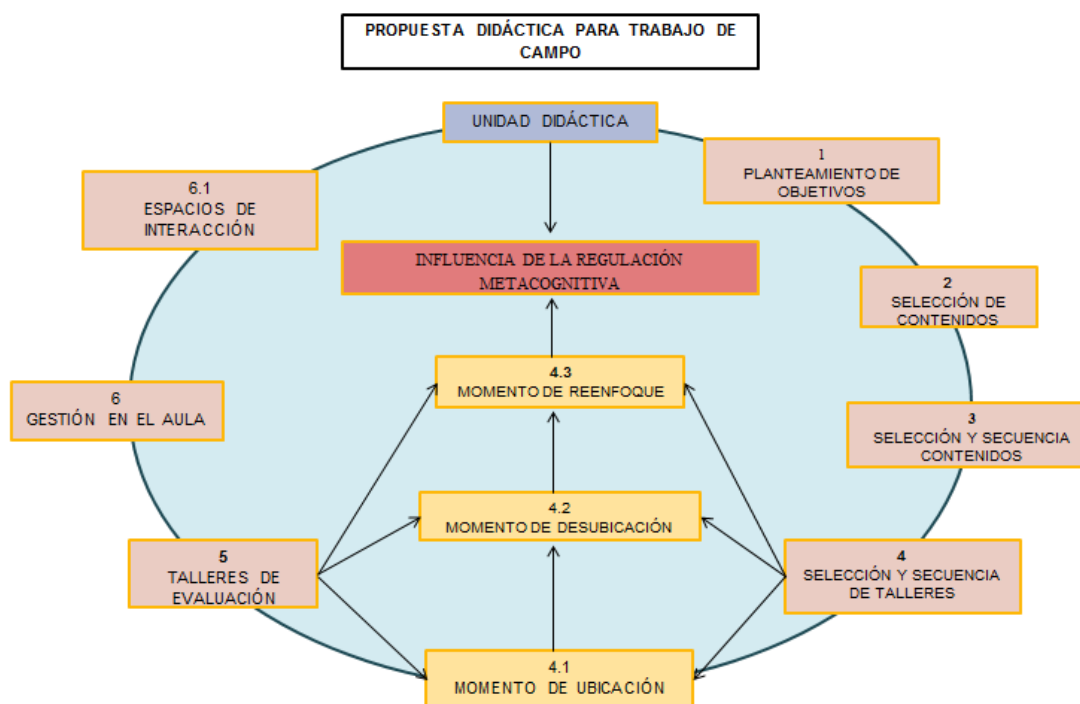 PROPUESTA DIDÁCTICA PARA TRABAJO DE
CAMPO
UNIDAD DIDÁCTICA
1
PLANTEAMIENTO DE
OBJETIVOS
6.1
ESPACIOS DE
INTERACCIÓN
INFLUENCIA DE LA REGULACIÓN
METACOGNITIVA
2
SELECCIÓN DE
CONTENIDOS
4.3
MOMENTO DE REENFOQUE
6
GESTIÓN EN EL AULA
3
SELECCIÓN Y SECUENCIA
CONTENIDOS
4.2
MOMENTO DE DESUBICACIÓN
5
TALLERES DE
EVALUACIÓN
4
SELECCIÓN Y SECUENCIA
DE TALLERES
4.1
MOMENTO DE UBICACIÓN